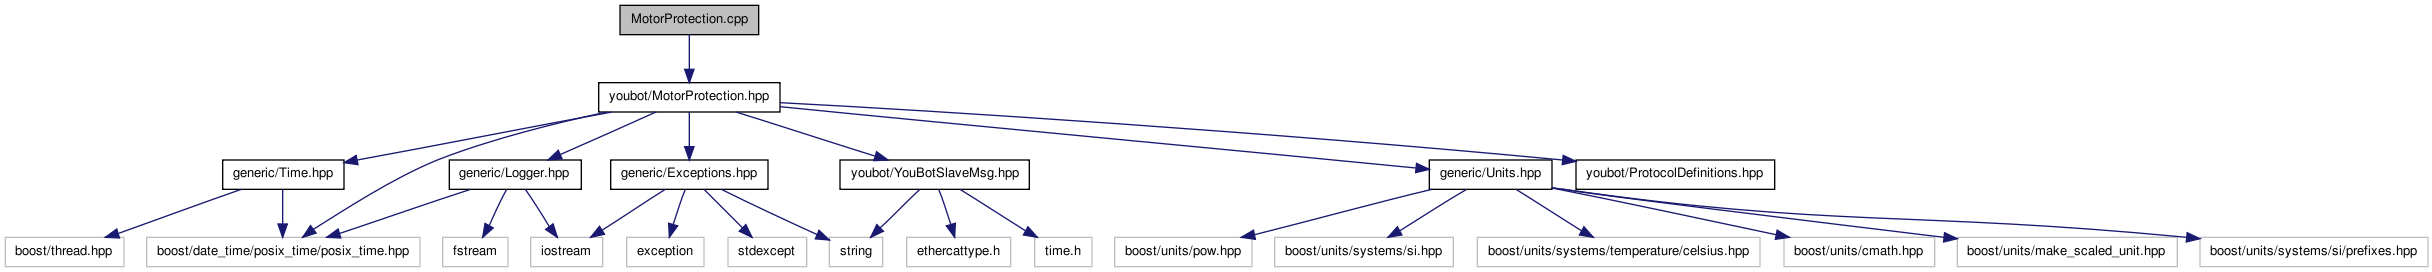 MotorProtection.cpp
youbot/MotorProtection.hpp
generic/Time.hpp
generic/Logger.hpp
generic/Exceptions.hpp
youbot/YouBotSlaveMsg.hpp
generic/Units.hpp
youbot/ProtocolDefinitions.hpp
boost/thread.hpp
boost/date_time/posix_time/posix_time.hpp
fstream
iostream
exception
stdexcept
string
ethercattype.h
time.h
boost/units/pow.hpp
boost/units/systems/si.hpp
boost/units/systems/temperature/celsius.hpp
boost/units/cmath.hpp
boost/units/make_scaled_unit.hpp
boost/units/systems/si/prefixes.hpp